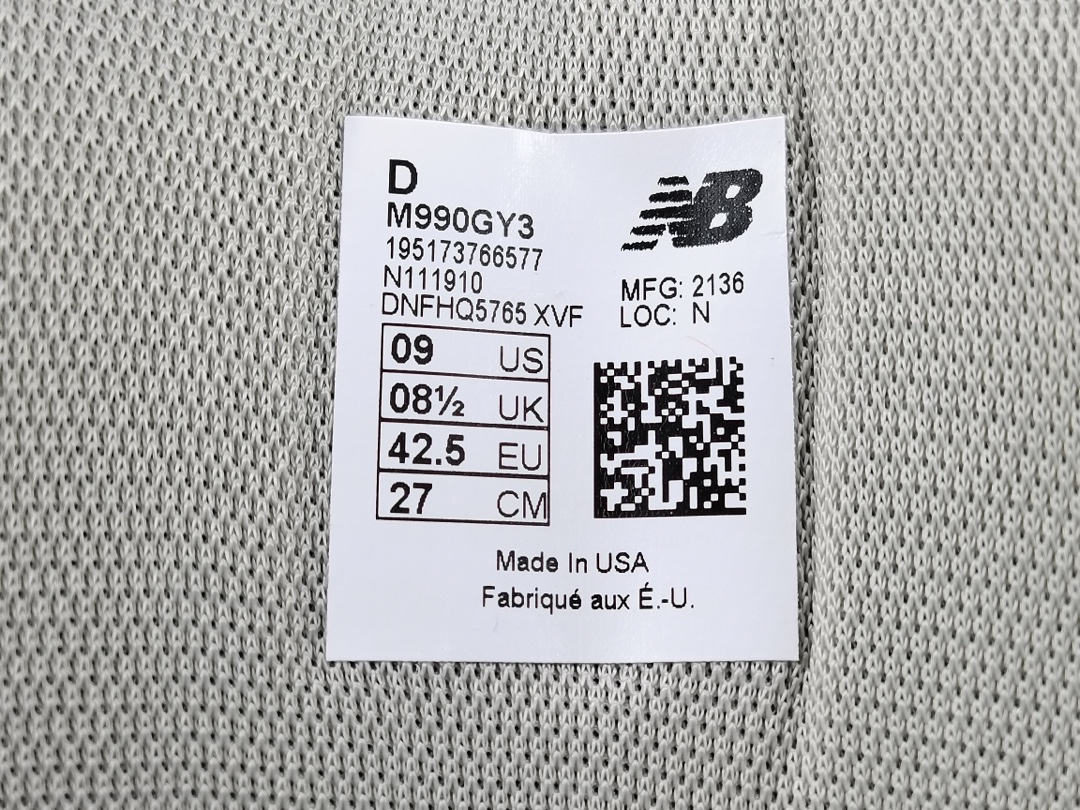 D
M990GY3
195173766577
N111910
DNFHQ5765 XVF
NB
MFG: 2136
LOC: N
09 US
08½ UK
42.5 EU
27 CM
Made In USA
Fabriqué aux É.-U.